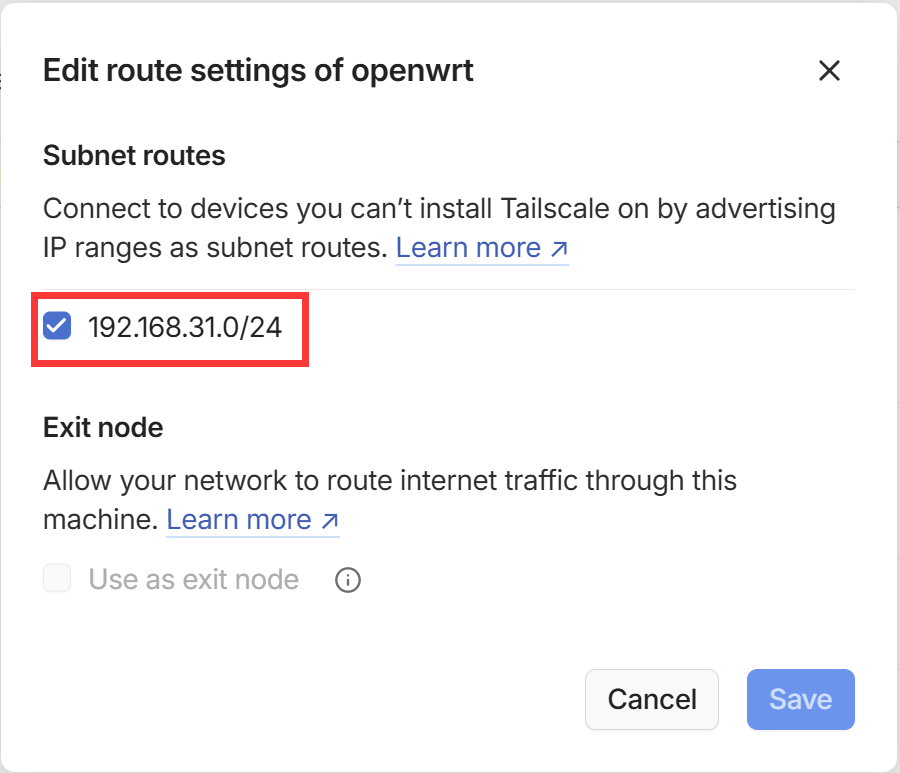 Edit route settings of openwrt
Subnet routes
Connect to devices you can’t install Tailscale on by advertising
IP ranges as subnet routes. Learn more ↗
192.168.31.0/24
Exit node
Allow your network to route internet traffic through this
machine. Learn more ↗
Use as exit node
Cancel
Save